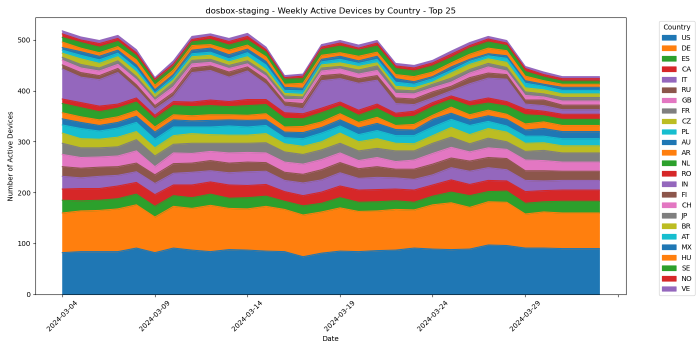 dosbox-staging - Weekly Active Devices by Country - Top 25
Number of Active Devices
500
400
300
200
100
0
2024-03-04
2024-03-09
2024-03-14
2024-03-19
2024-03-24
2024-03-29
Date
Country
US
DE
ES
CA
IT
RU
GB
FR
CZ
PL
AU
AR
NL
RO
IN
FI
CH
JP
BR
AT
MX
HU
SE
NO
VE